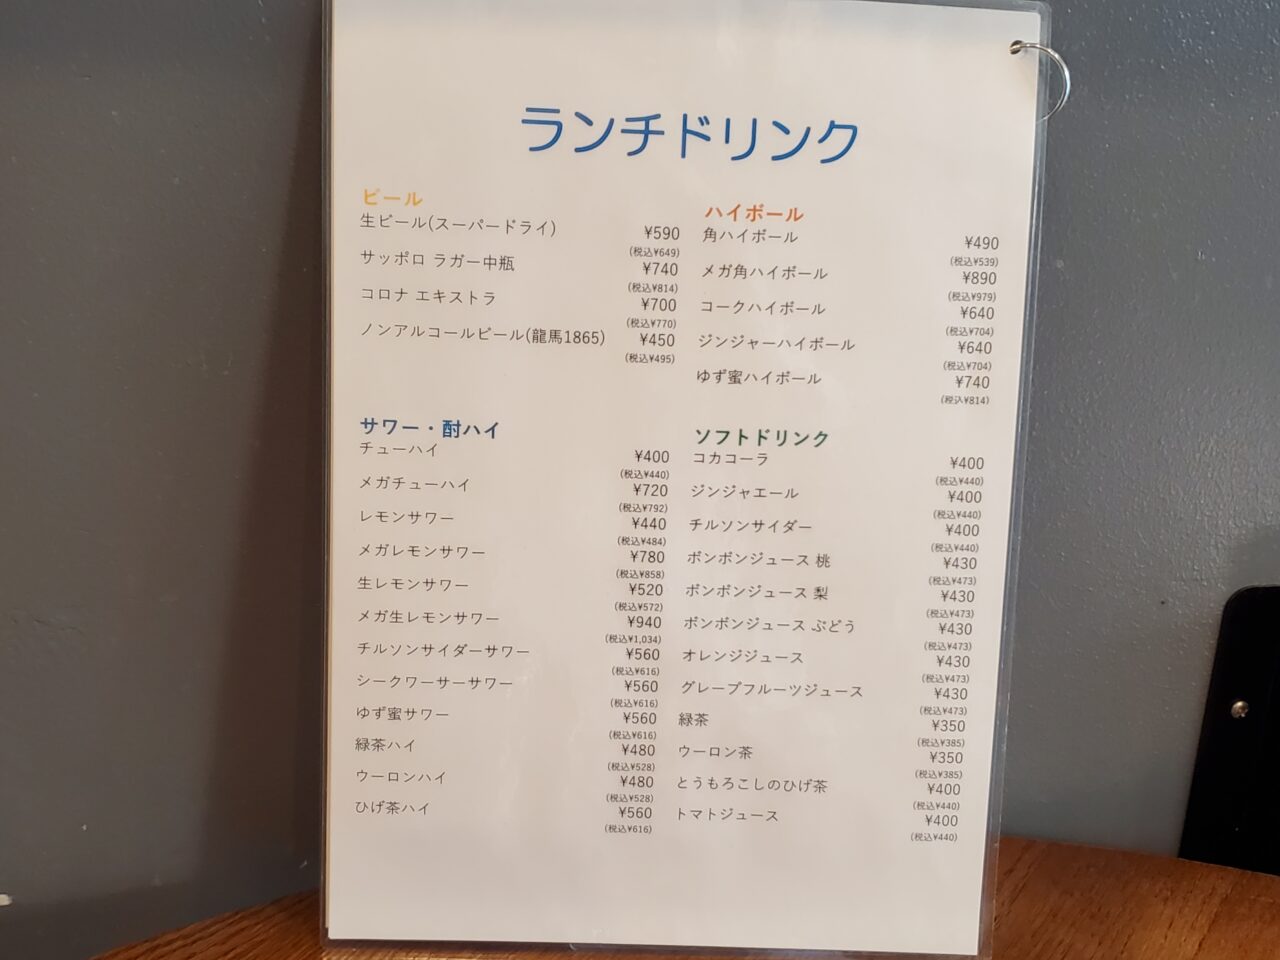 ランチドリンク
ビール
生ビール(スーパードライ) ¥590
(税込¥649)
サッポロ ラガー中瓶 ¥740
(税込¥814)
コロナ エキストラ ¥700
(税込¥770)
ノンアルコールビール(龍馬1865) ¥450
(税込¥495)
ハイボール
角ハイボール ¥490
(税込¥539)
メガ角ハイボール ¥890
(税込¥979)
コークハイボール ¥640
(税込¥704)
ジンジャーハイボール ¥640
(税込¥704)
ゆず蜜ハイボール ¥740
(税込¥814)
サワー・酎ハイ
チューハイ ¥400
(税込¥440)
メガチューハイ ¥720
(税込¥792)
レモンサワー ¥440
(税込¥484)
メガレモンサワー ¥780
(税込¥858)
生レモンサワー ¥520
(税込¥572)
メガ生レモンサワー ¥940
(税込¥1,034)
チルソンサイダーサワー ¥560
(税込¥616)
シークワーサーサワー ¥560
(税込¥616)
ゆず蜜サワー ¥560
(税込¥616)
緑茶ハイ ¥480
(税込¥528)
ウーロンハイ ¥480
(税込¥528)
ひげ茶ハイ ¥560
(税込¥616)
ソフトドリンク
コカコーラ ¥400
(税込¥440)
ジンジャエール ¥400
(税込¥440)
チルソンサイダー ¥400
(税込¥440)
ボンボンジュース 桃 ¥430
(税込¥473)
ボンボンジュース 梨 ¥430
(税込¥473)
ボンボンジュース ぶどう ¥430
(税込¥473)
オレンジジュース ¥430
(税込¥473)
グレープフルーツジュース ¥430
(税込¥473)
緑茶 ¥350
(税込¥385)
ウーロン茶 ¥350
(税込¥385)
とうもろこしのひげ茶 ¥400
(税込¥440)
トマトジュース ¥400
(税込¥440)